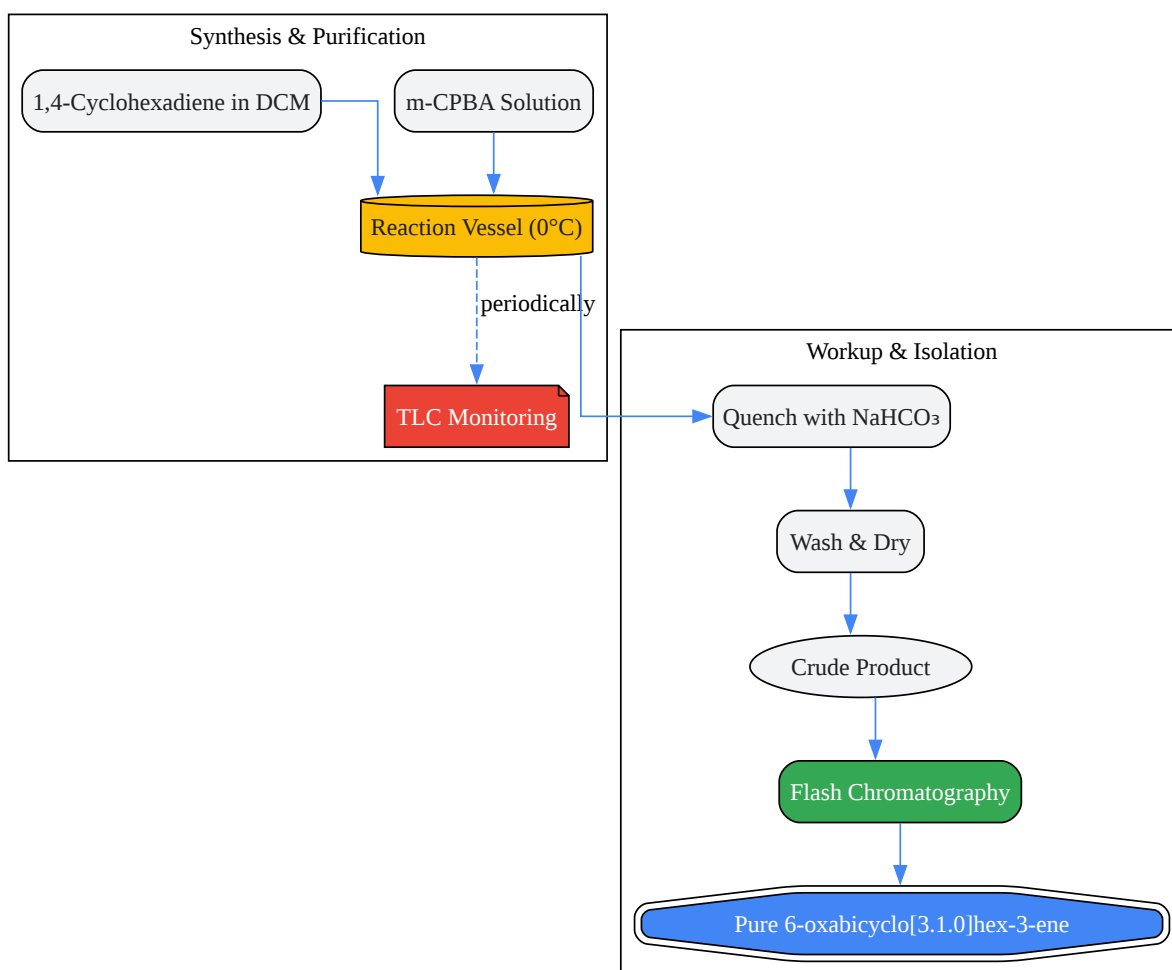 Synthesis & Purification
1,4-Cyclohexadiene in DCM
m-CPBA Solution
Reaction Vessel (0°C)
periodically
TLC Monitoring
Workup & Isolation
Quench with NaHCO₃
Wash & Dry
Crude Product
Flash Chromatography
Pure 6-oxabicyclo[3.1.0]hex-3-ene